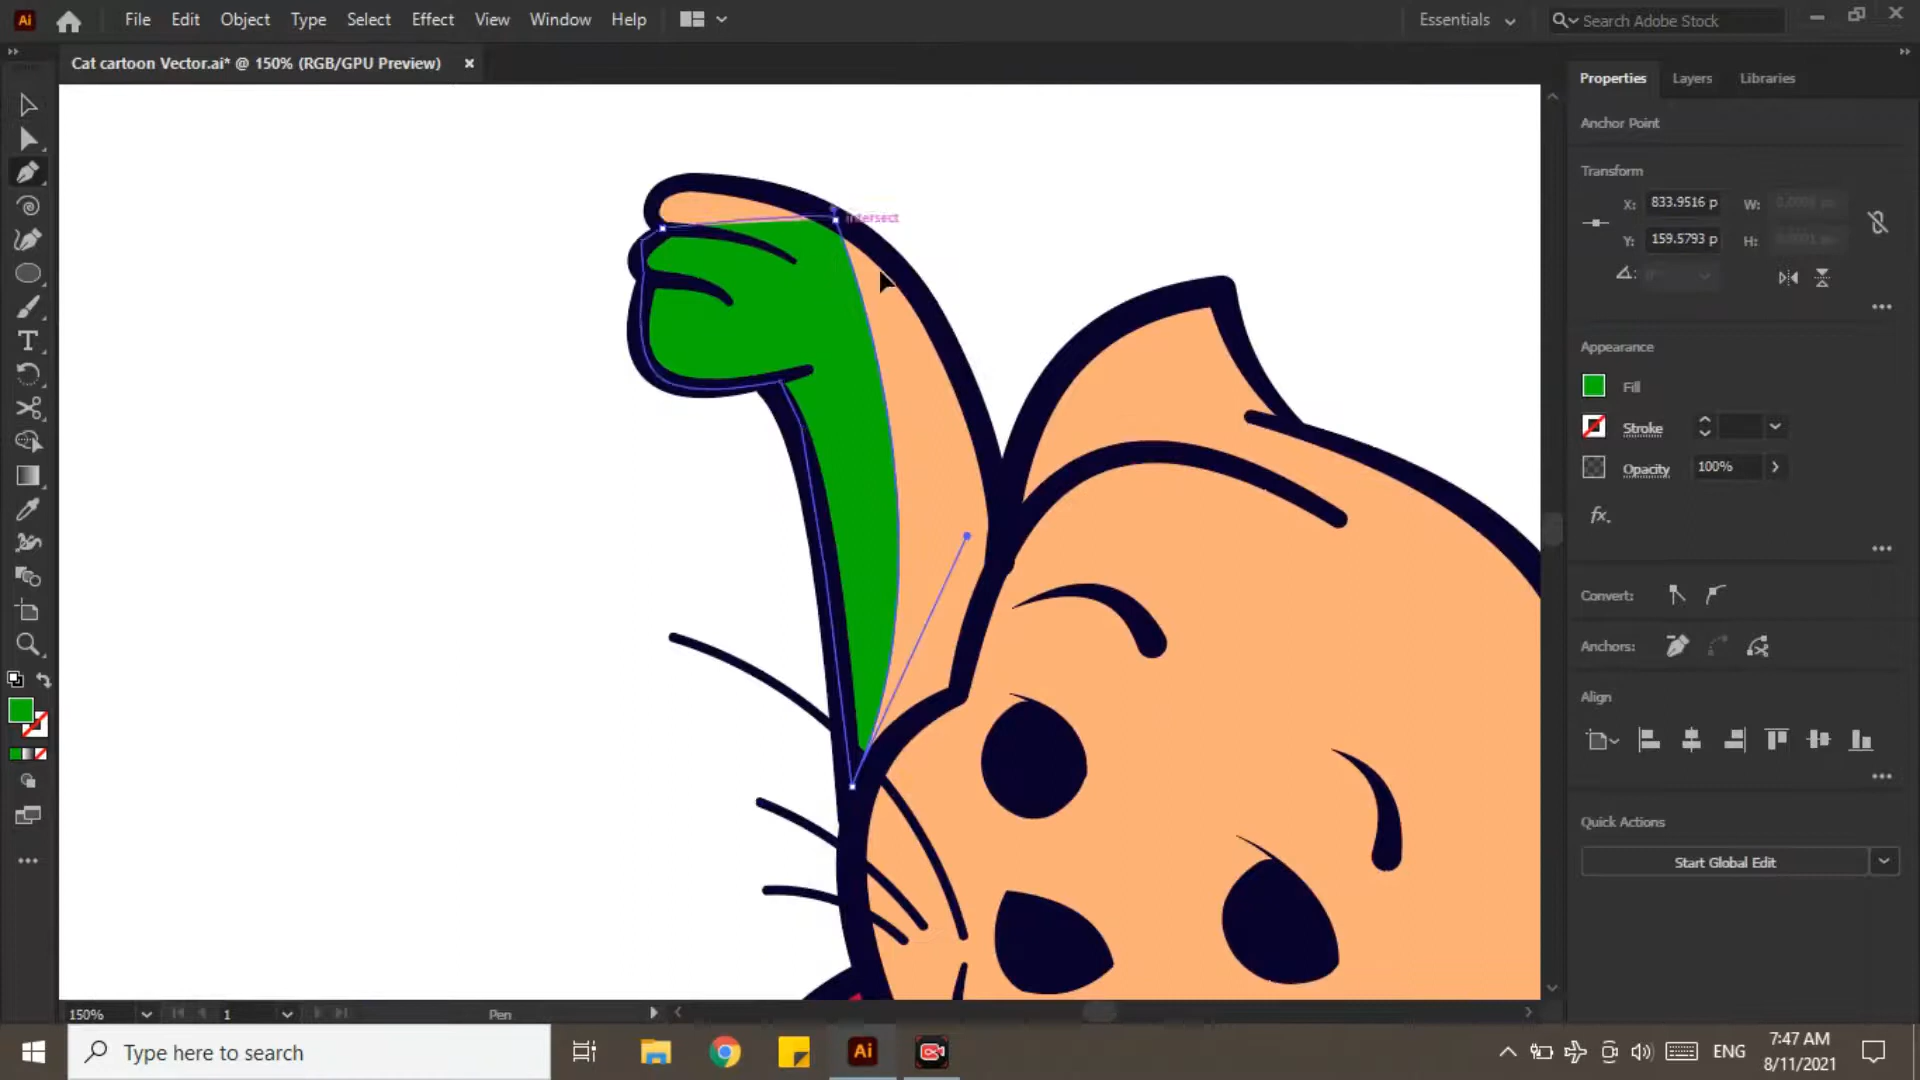 Ai File Edit Object Type Select Effect View Window Help Essentials Search Adobe Stock
Cat cartoon Vector.ai* @ 150% (RGB/GPU Preview) ×
Properties Layers Libraries
Anchor Point
Transform
X: 833.9516 p W:
Y: 159.5793 p H:
Appearance
Fill
Stroke
Opacity 100%
fx.
Convert:
Anchors:
Align
Quick Actions
Start Global Edit
intersect
T
150% 1 Pen
Type here to search Ai ENG 7:47 AM
8/11/2021